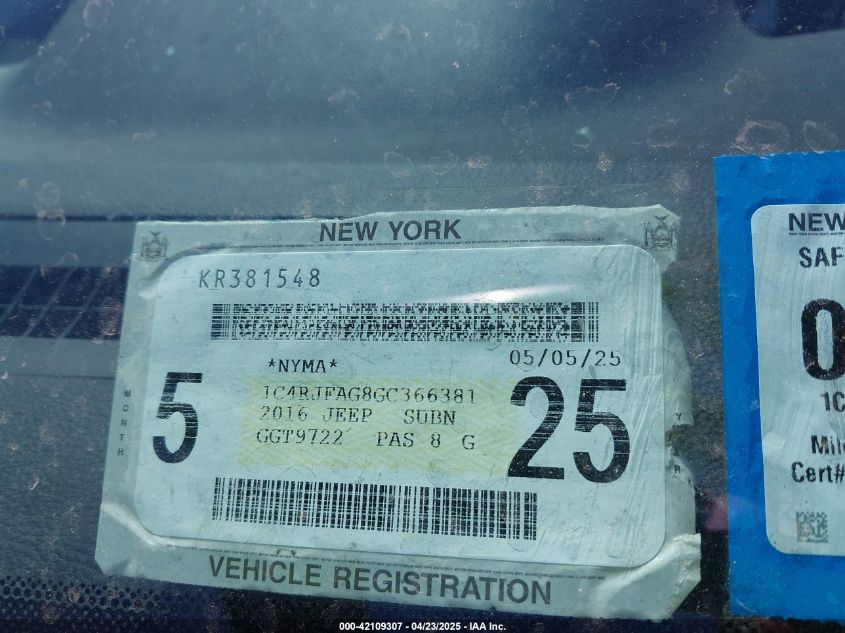 NEW YORK
KR381548
*NYMA*
05/05/25
MONTH
5
1C4RJFAG8GC366381
2016 JEEP SUBN
GGT9722 PAS 8 G
25
VEHICLE REGISTRATION
NEW
SAF
0
1C
Mile
Cert#
000-42109307 - 04/23/2025 - IAA Inc.